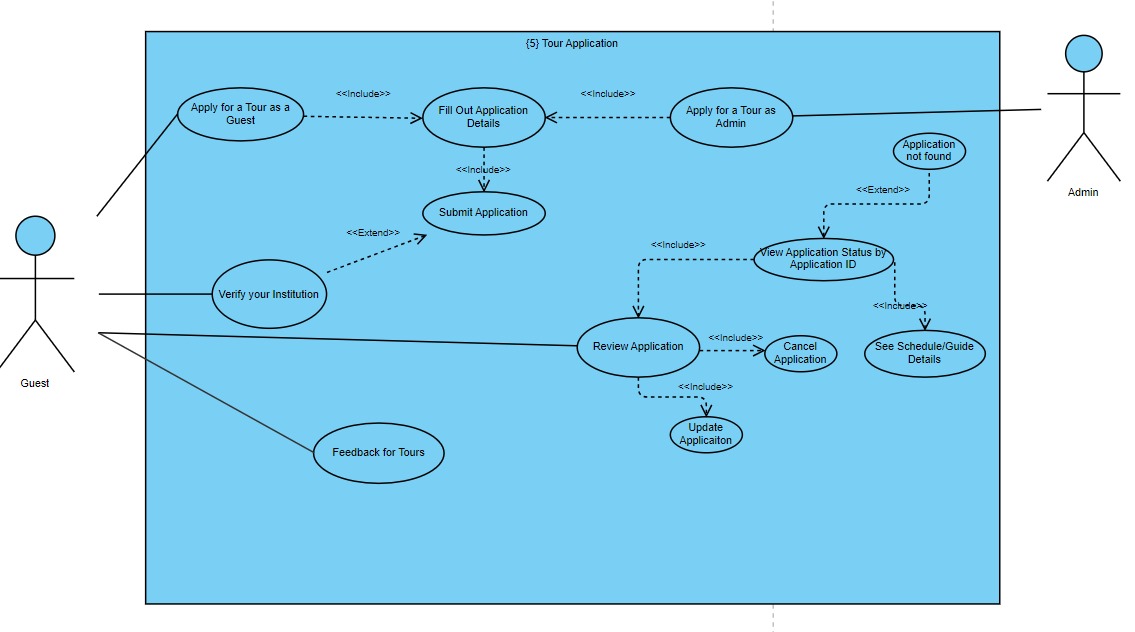 {5} Tour Application
<<Include>>
<<Include>>
Apply for a Tour as a
Guest
Fill Out Application
Details
Apply for a Tour as
Admin
Application
not found
<<Include>>
<<Extend>>
Admin
Submit Application
<<Extend>>
<<Include>>
View Application Status by
Application ID
Verify your Institution
<<Include>>
Review Application
<<Include>>
Cancel
Application
See Schedule/Guide
Details
Guest
<<Include>>
Update
Applicaiton
Feedback for Tours